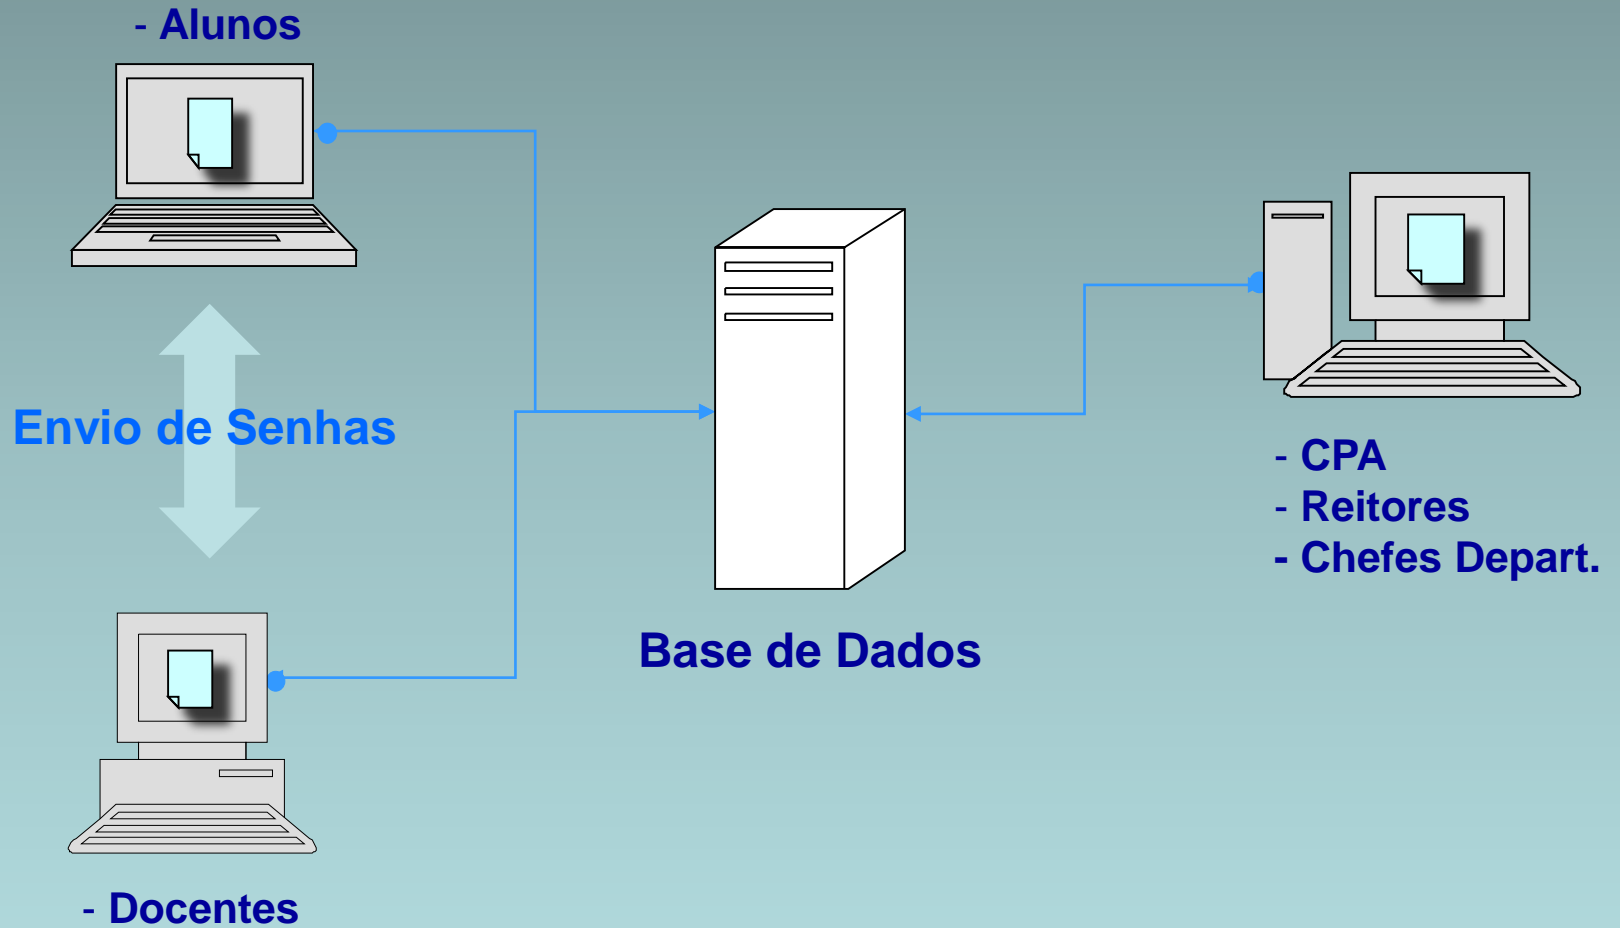 - Alunos
Envio de Senhas
- Docentes
Base de Dados
- CPA
- Reitores
- Chefes Depart.